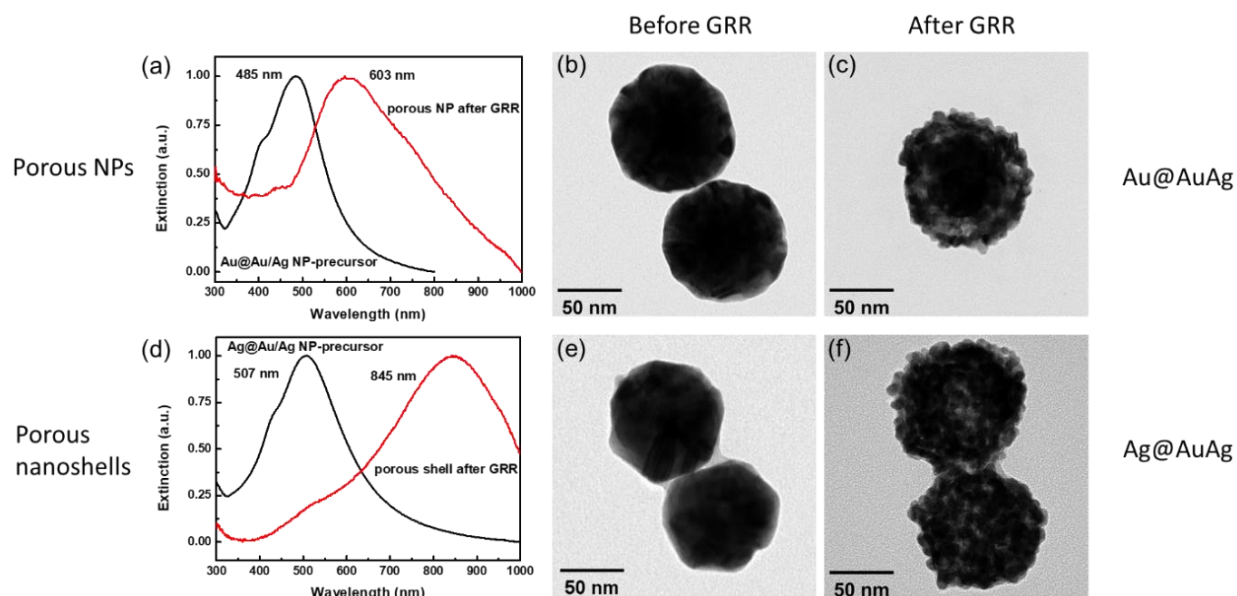 Before GRR
After GRR
Porous NPs
(a)
485 nm
603 nm
porous NP after GRR
Au@Au/Ag NP-precursor
Extinction (a.u.)
1.00
0.75
0.50
0.25
0.00
300 400 500 600 700 800 900 1000
Wavelength (nm)
(b)
50 nm
(c)
50 nm
Au@AuAg
Porous
nanoshells
(d)
Ag@Au/Ag NP-precursor
507 nm
845 nm
porous shell after GRR
Extinction (a.u.)
1.00
0.75
0.50
0.25
0.00
300 400 500 600 700 800 900 1000
Wavelength (nm)
(e)
50 nm
(f)
50 nm
Ag@AuAg